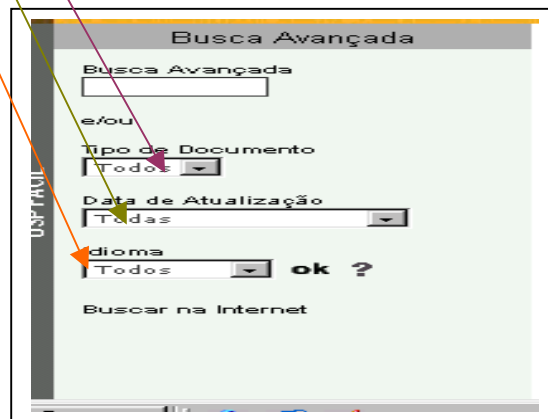 Busca Avançada
Busca Avançada
e/ou
Tipo de Documento
Todos
Data de Atualização
Todas
Idioma
Todos ok ?
Buscar na Internet
USP FÁCIL